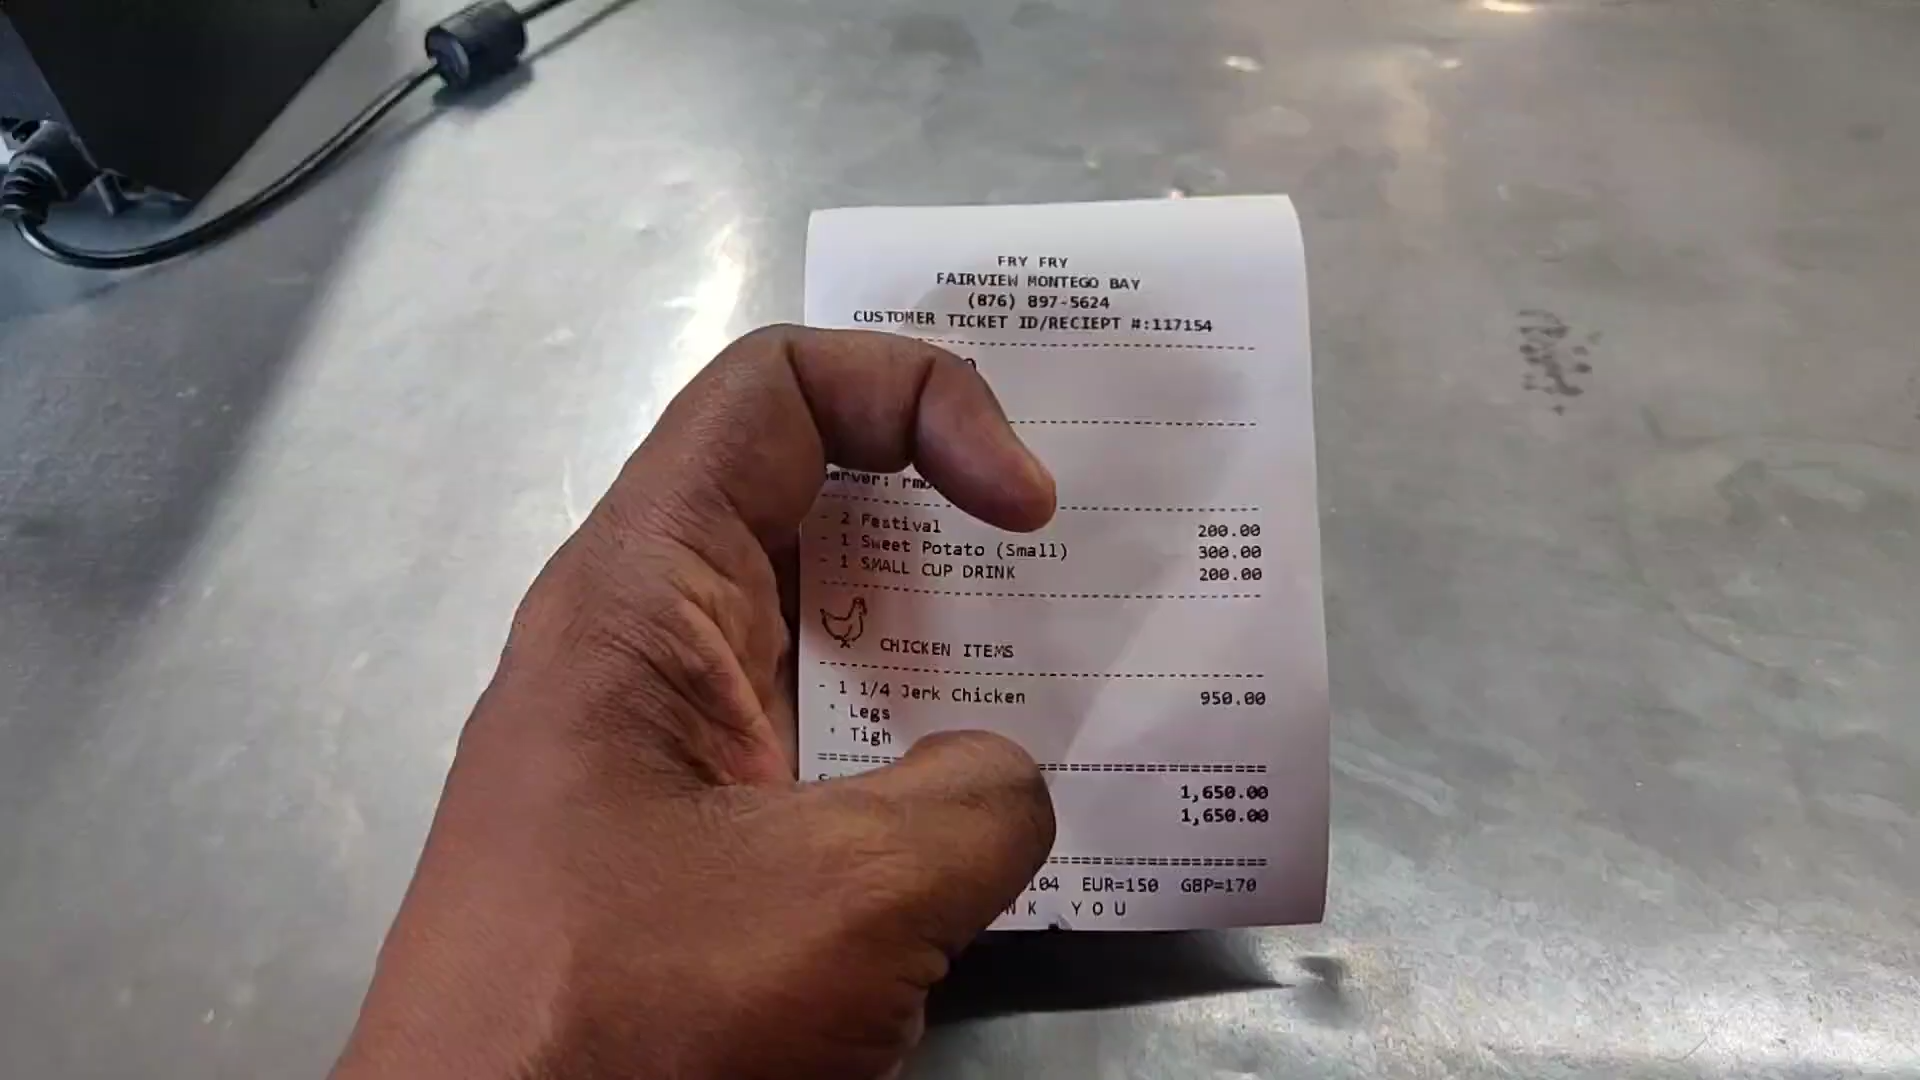 FRY FRY
FAIRVIEW MONTEGO BAY
(876) 897-5624
CUSTOMER TICKET ID/RECIEPT #:117154
- 2 Festival 200.00
- 1 Sweet Potato (Small) 300.00
- 1 SMALL CUP DRINK 200.00
CHICKEN ITEMS
- 1 1/4 Jerk Chicken 950.00
* Legs
* Tigh
1,650.00
1,650.00
104 EUR=150 GBP=170
YOU